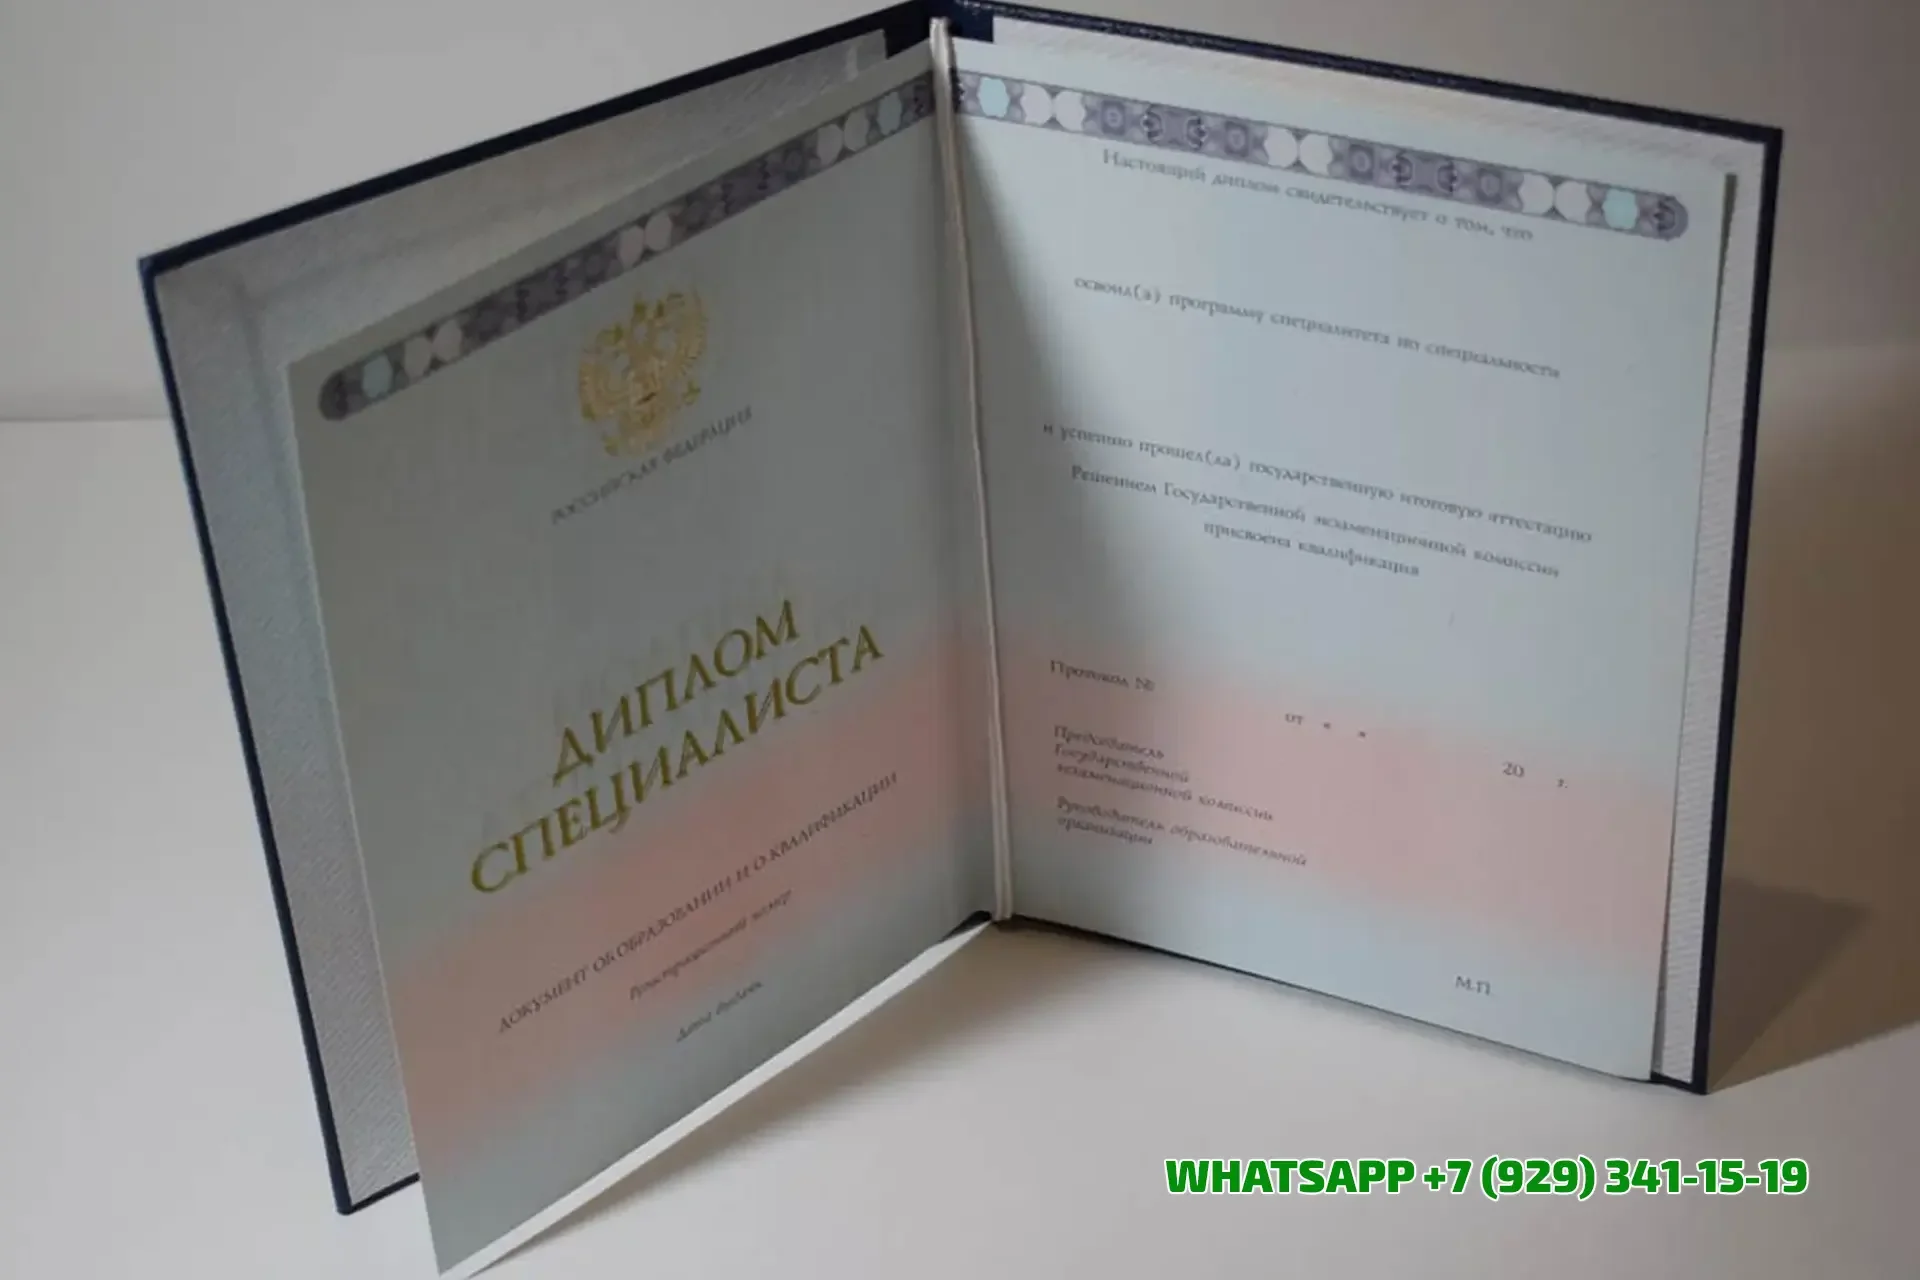 РОССИЙСКАЯ ФЕДЕРАЦИЯ
ДИПЛОМ
СПЕЦИАЛИСТА
ДОКУМЕНТ ОБ ОБРАЗОВАНИИ И О КВАЛИФИКАЦИИ
Регистрационный номер
Дата выдачи
Настоящий диплом свидетельствует о том, что
освоил(а) программу специалитета по специальности
и успешно прошел(ла) государственную итоговую аттестацию
Решением Государственной экзаменационной комиссии
присвоена квалификация
Протокол №
от « »
20 г.
Председатель
Государственной
экзаменационной комиссии
Руководитель образовательной
организации
М.П.
WHATSAPP +7 (929) 341-15-19